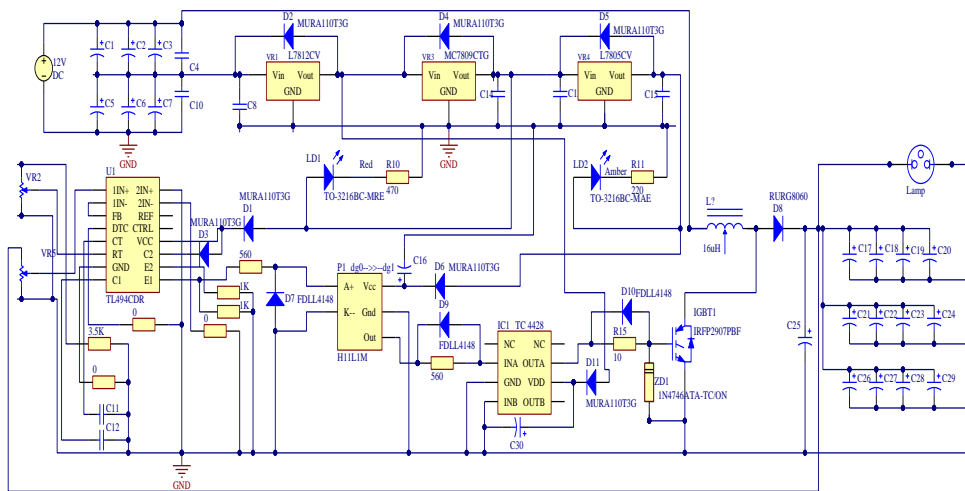 D2
MURA110T3G
D4
MURA110T3G
D5
MURA110T3G
VR1
L7812CV
VR3
MC7809CTG
VR4
L7805CV
Vin
Vout
GND
Vin
Vout
GND
Vin
Vout
GND
C1
C2
C3
C4
12V
DC
C5
C6
C7
C10
C8
C14
C1
C15
GND
GND
LD1
Red
R10
470
TO-3216BC-MRE
LD2
Amber
R11
220
TO-3216BC-MAE
Lamp
VR2
U1
1IN+
2IN+
1IN-
2IN-
FB
REF
DTC
CTRL
CT
VCC
RT
C2
GND
E2
C1
E1
TL494CDR
MURA110T3G
D1
MURA110T3G
D3
VR5
L?
16uH
RURG8060
D8
C17
C18
C19
C20
560
D7
FDLL4148
1K
1K
0
0
3.5K
0
C11
C12
GND
P1
dg0-->>--dg1
A+
Vcc
K--
Gnd
Out
H11L1M
C16
D6
MURA110T3G
D9
FDLL4148
560
IC1
TC 4428
NC
NC
INA
OUTA
GND
VDD
INB
OUTB
C30
D10
FDLL4148
R15
10
D11
MURA110T3G
ZD1
1N4746ATA-TC/ON
IGBT1
IRFP2907PBF
C25
C21
C22
C23
C24
C26
C27
C28
C29